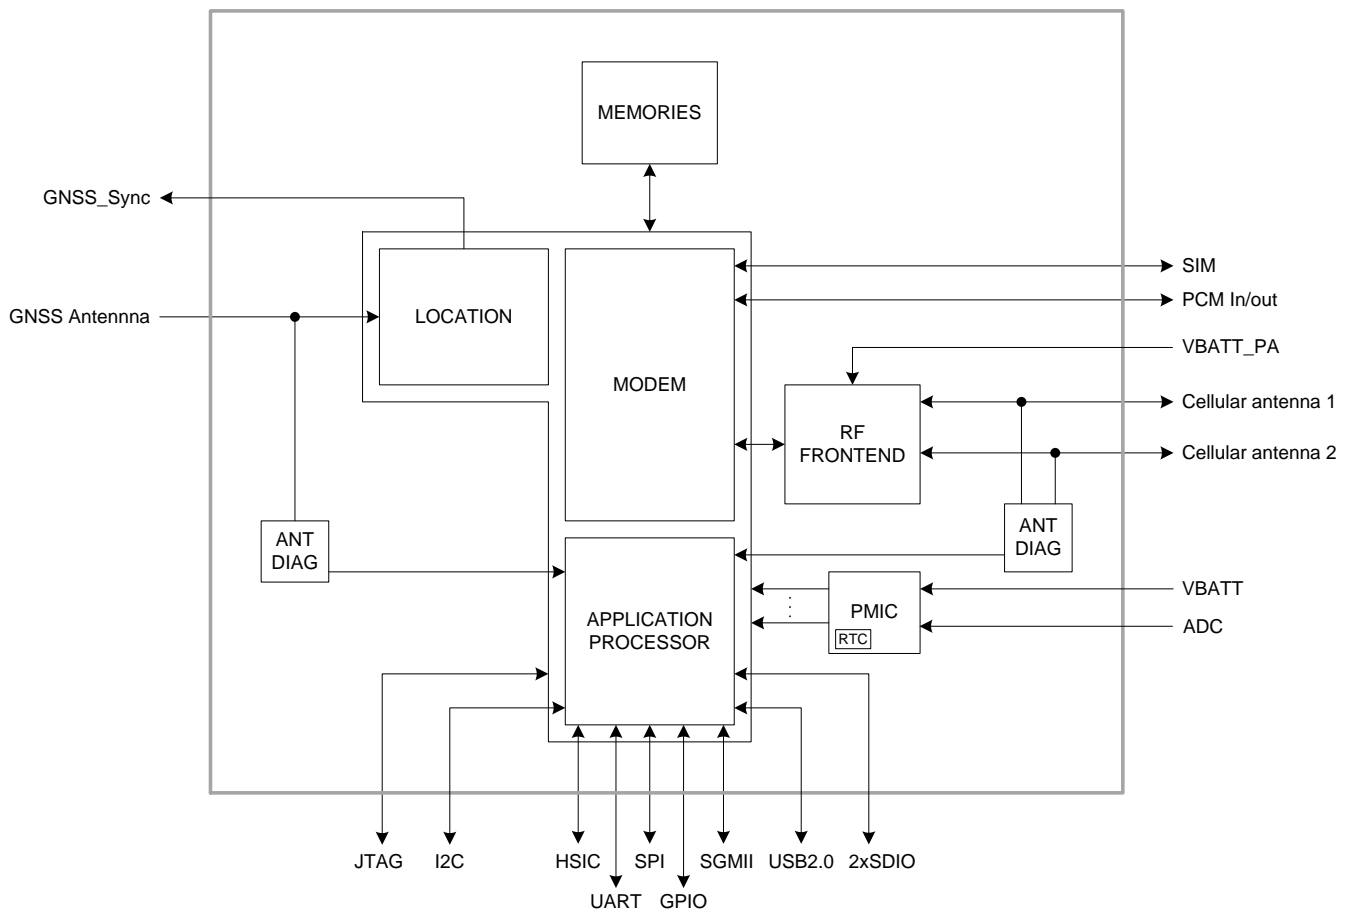 MEMORIES
GNSS_Sync
SIM
PCM In/out
GNSS Antennna
LOCATION
VBATT_PA
MODEM
Cellular antenna 1
RF
FRONTEND
Cellular antenna 2
ANT
DIAG
ANT
DIAG
VBATT
APPLICATION
PROCESSOR
PMIC
RTC
ADC
JTAG
I2C
HSIC
SPI
SGMII
USB2.0
2xSDIO
UART
GPIO